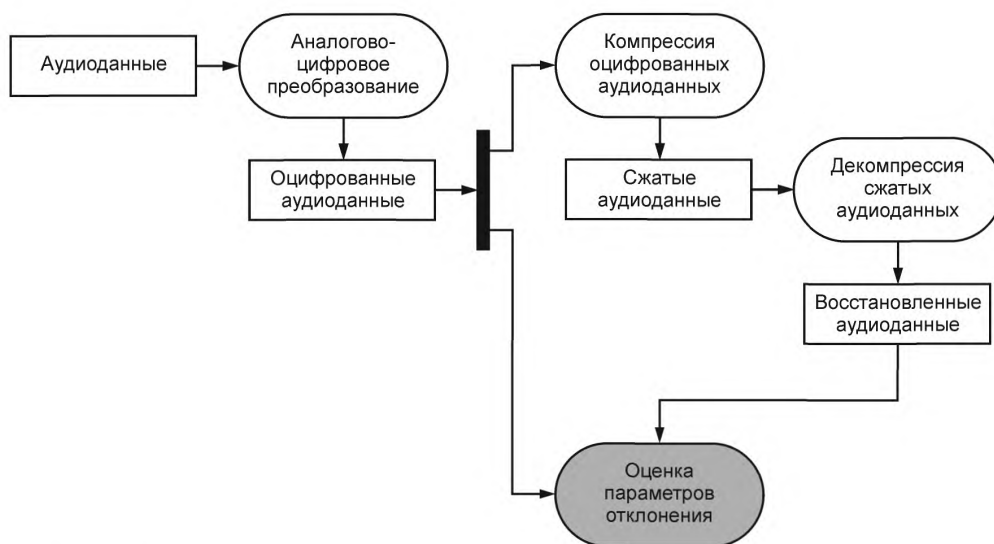 Аудиоданные
Аналогово-
цифровое
преобразование
Оцифрованные
аудиоданные
Компрессия
оцифрованных
аудиоданных
Сжатые
аудиоданные
Декомпрессия
сжатых
аудиоданных
Восстановленные
аудиоданные
Оценка
параметров
отклонения